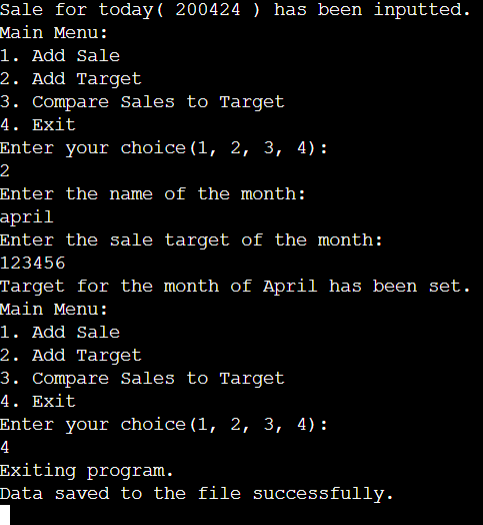 Sale for today( 200424 ) has been inputted.
Main Menu:
1. Add Sale
2. Add Target
3. Compare Sales to Target
4. Exit
Enter your choice(1, 2, 3, 4):
2
Enter the name of the month:
april
Enter the sale target of the month:
123456
Target for the month of April has been set.
Main Menu:
1. Add Sale
2. Add Target
3. Compare Sales to Target
4. Exit
Enter your choice(1, 2, 3, 4):
4
Exiting program.
Data saved to the file successfully.